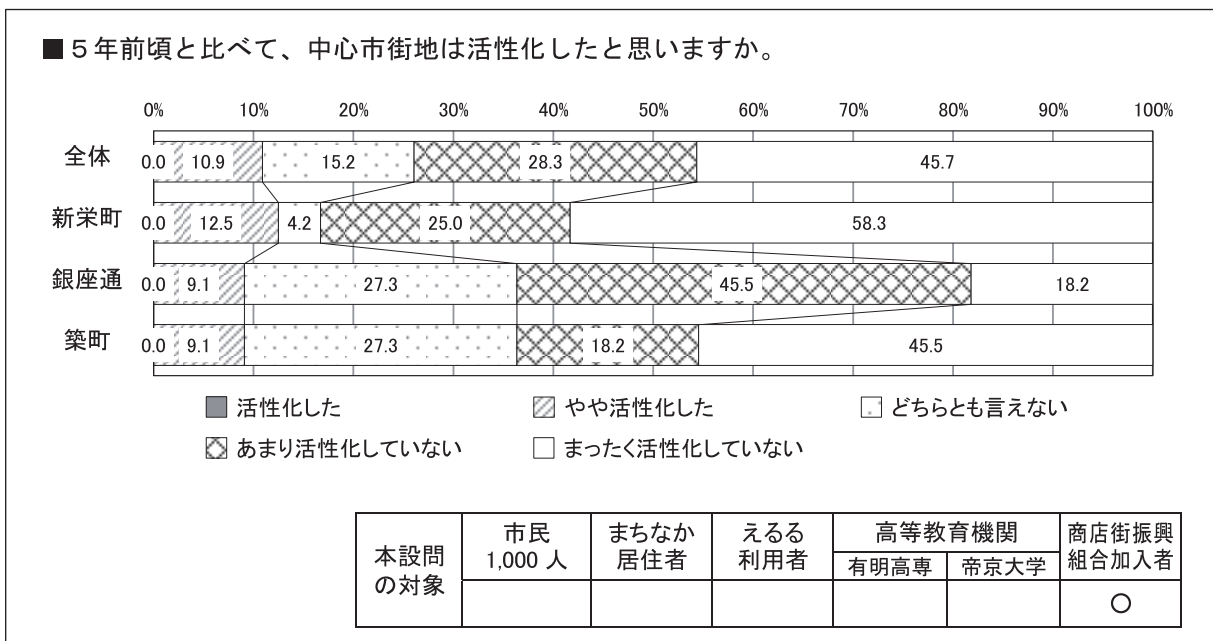 ■５年前頃と比べて、中心市街地は活性化したと思いますか。
0% 10% 20% 30% 40% 50% 60% 70% 80% 90% 100%
全体 0.0 10.9 15.2 28.3 45.7
新栄町 0.0 12.5 4.2 25.0 58.3
銀座通 0.0 9.1 27.3 45.5 18.2
築町 0.0 9.1 27.3 18.2 45.5
活性化した やや活性化した どちらとも言えない
あまり活性化していない まったく活性化していない
本設問
の対象
市民
1,000 人
まちなか
居住者
えるる
利用者
高等教育機関
有明高専 帝京大学
商店街振興
組合加入者
○